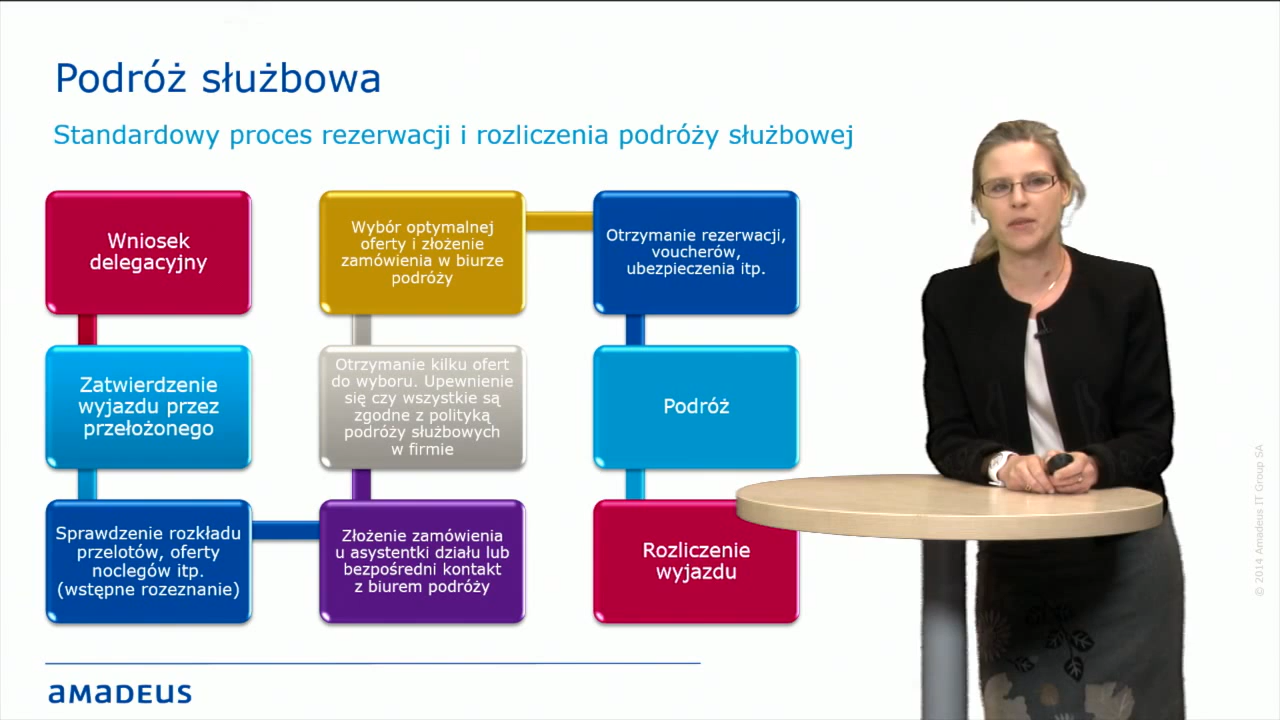 Podróż służbowa
Standardowy proces rezerwacji i rozliczenia podróży służbowej
Wniosek
delegacyjny
Zatwierdzenie
wyjazdu przez
przełożonego
Sprawdzenie rozkładu
przelotów, oferty
noclegów itp.
(wstępne rozeznanie)
Złożenie zamówienia
u asystentki działu lub
bezpośredni kontakt
z biurem podróży
Otrzymanie kilku ofert
do wyboru. Upewnienie
się czy wszystkie są
zgodne z polityką
podróży służbowych
w firmie
Wybór optymalnej
oferty i złożenie
zamówienia w biurze
podróży
Otrzymanie rezerwacji,
voucherów,
ubezpieczenia itp.
Podróż
Rozliczenie
wyjazdu
© 2014 Amadeus IT Group SA
aMaDEUS